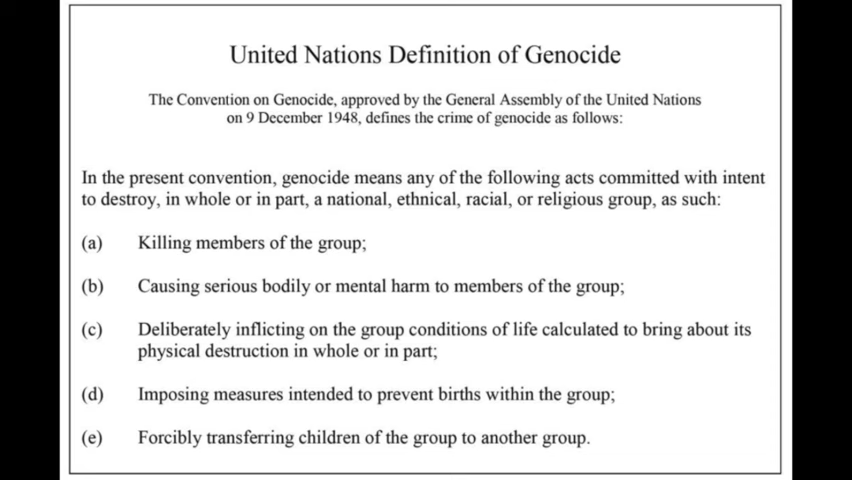 United Nations Definition of Genocide
The Convention on Genocide, approved by the General Assembly of the United Nations
on 9 December 1948, defines the crime of genocide as follows:
In the present convention, genocide means any of the following acts committed with intent
to destroy, in whole or in part, a national, ethnical, racial, or religious group, as such:
(a) Killing members of the group;
(b) Causing serious bodily or mental harm to members of the group;
(c) Deliberately inflicting on the group conditions of life calculated to bring about its
physical destruction in whole or in part;
(d) Imposing measures intended to prevent births within the group;
(e) Forcibly transferring children of the group to another group.